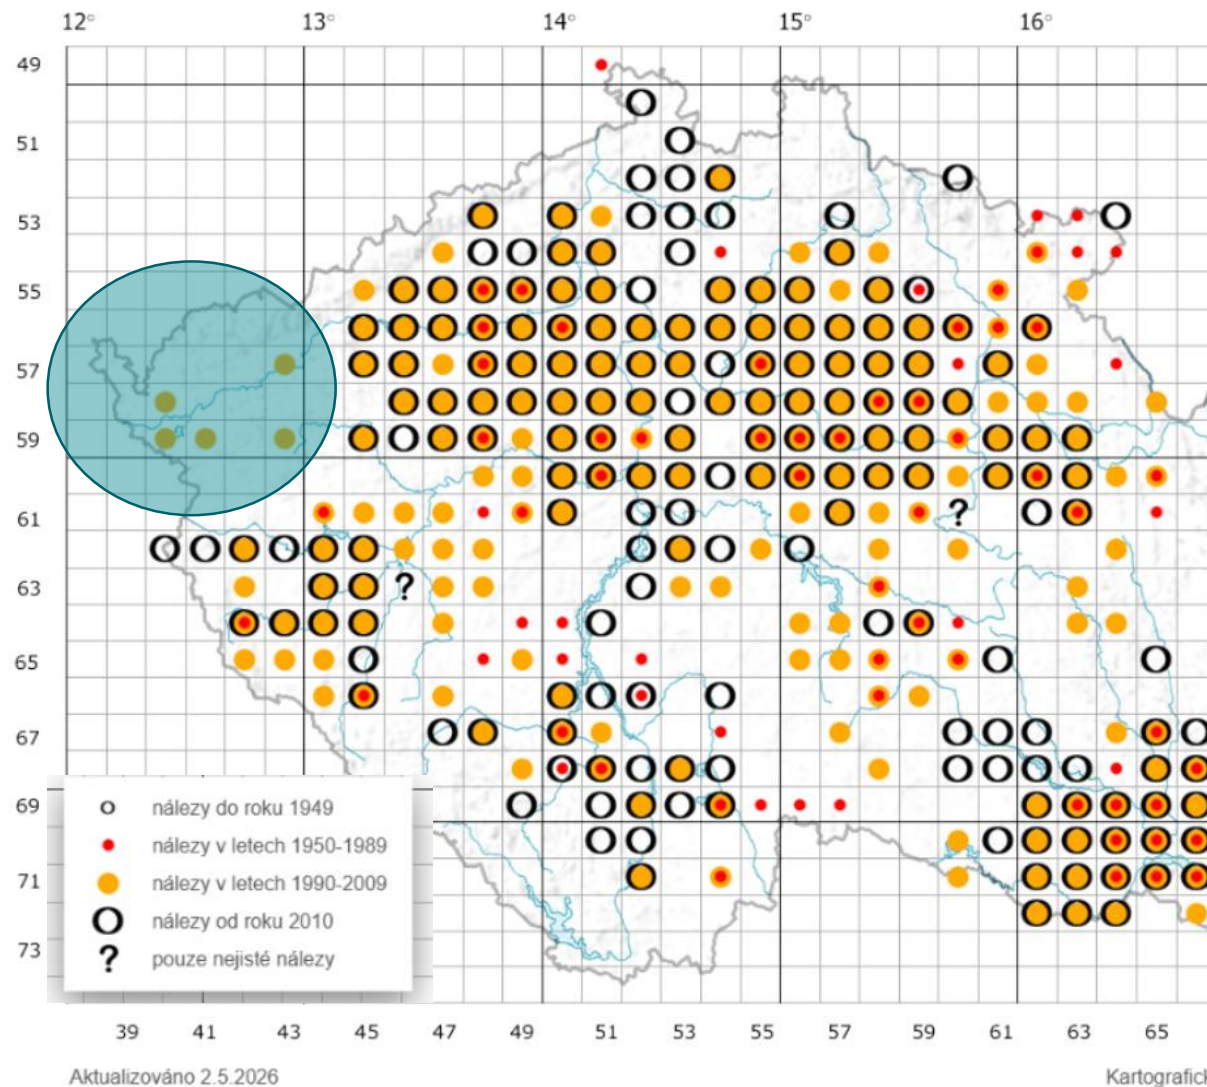 12° 13° 14° 15° 16°
49
51
53
55
57
59
61
?
63
?
65
67
69
71
73
nálezy do roku 1949
nálezy v letech 1950-1989
nálezy v letech 1990-2009
nálezy od roku 2010
? pouze nejisté nálezy
39 41 43 45 47 49 51 53 55 57 59 61 63 65
Aktualizováno 2.5.2026 Kartografick